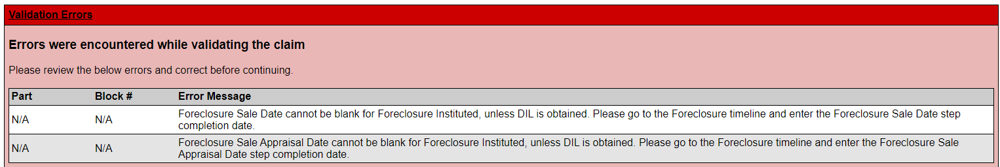 Validation Errors
Errors were encountered while validating the claim
Please review the below errors and correct before continuing.
Part Block # Error Message
N/A N/A Foreclosure Sale Date cannot be blank for Foreclosure Instituted, unless DIL is obtained. Please go to the Foreclosure timeline and enter the Foreclosure Sale Date step
completion date.
N/A N/A Foreclosure Sale Appraisal Date cannot be blank for Foreclosure Instituted, unless DIL is obtained. Please go to the Foreclosure timeline and enter the Foreclosure Sale
Appraisal Date step completion date.